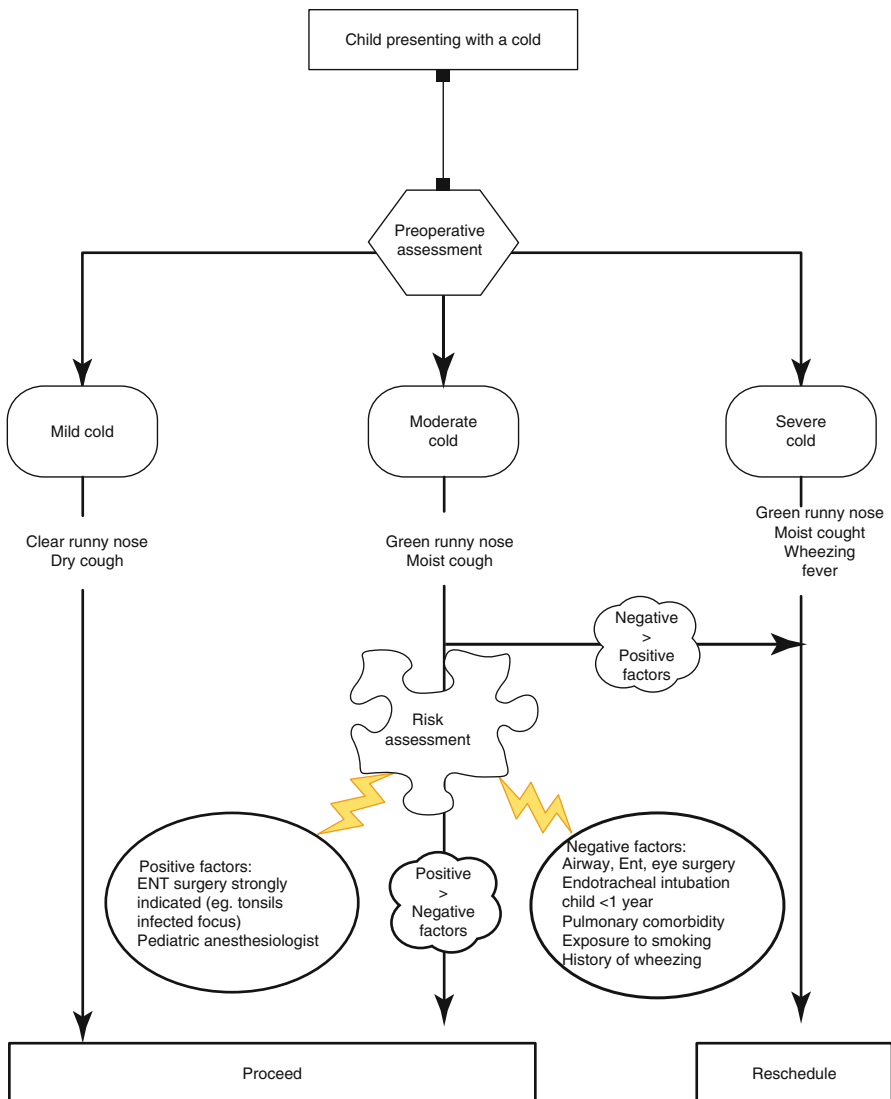 Child presenting with a cold
Preoperative
assessment
Mild cold
Moderate
cold
Severe
cold
Clear runny nose
Dry cough
Green runny nose
Moist cough
Green runny nose
Moist cought
Wheezing
fever
Negative
>
Positive
factors
Risk
assessment
Positive factors:
ENT surgery strongly
indicated (eg. tonsils
infected focus)
Pediatric anesthesiologist
Positive
>
Negative
factors
Negative factors:
Airway, Ent, eye surgery
Endotracheal intubation
child <1 year
Pulmonary comorbidity
Exposure to smoking
History of wheezing
Proceed
Reschedule